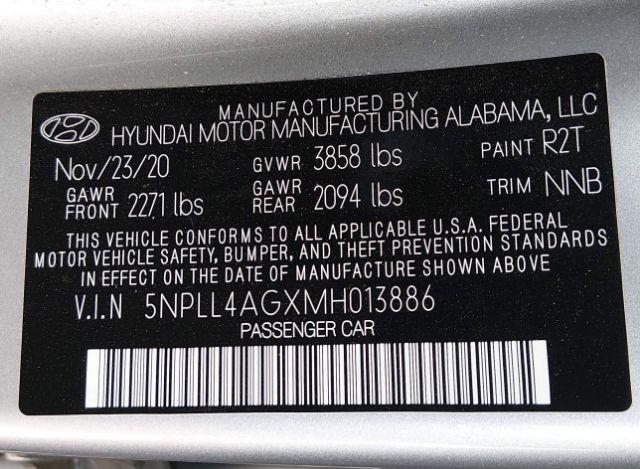 MANUFACTURED BY
HYUNDAI MOTOR MANUFACTURING ALABAMA, LLC
Nov/23/20 GVWR 3858 lbs PAINT R2T
GAWR FRONT 2271 lbs GAWR REAR 2094 lbs TRIM NNB
THIS VEHICLE CONFORMS TO ALL APPLICABLE U.S.A. FEDERAL
MOTOR VEHICLE SAFETY, BUMPER, AND THEFT PREVENTION STANDARDS
IN EFFECT ON THE DATE OF MANUFACTURE SHOWN ABOVE
V.I.N 5NPLL4AGXMH013886
PASSENGER CAR